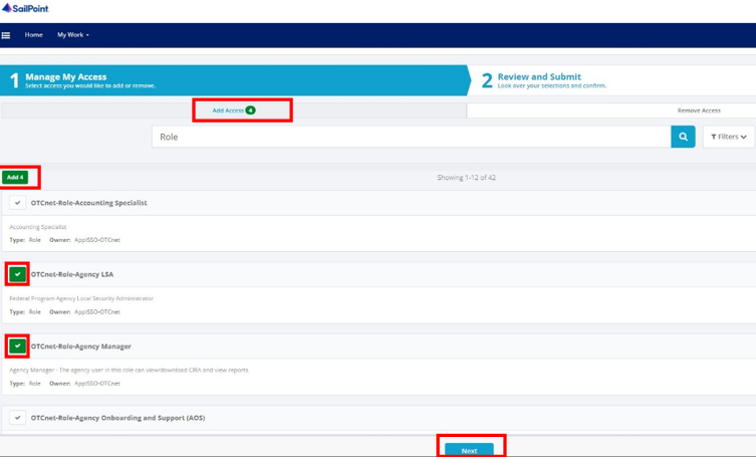 SailPoint
Home My Work
1 Manage My Access
Select access you would like to add or remove.
2 Review and Submit
Look over your selections and confirm.
Add Access 4
Remove Access
Role
Filters
Add 4
Showing 1-12 of 42
OTCnet-Role-Accounting Specialist
Accounting Specialist
Type: Role Owner: AppISSO-OTCnet
OTCnet-Role-Agency LSA
Federal Program Agency Local Security Administrator
Type: Role Owner: AppISSO-OTCnet
OTCnet-Role-Agency Manager
Agency Manager - The agency user in this role can view/download CIRA and view reports.
Type: Role Owner: AppISSO-OTCnet
OTCnet-Role-Agency Onboarding and Support (AOS)
Next